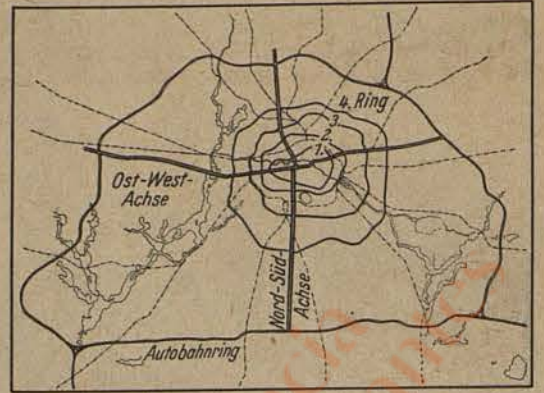 4. Ring
3.
2.
1.
Ost-West-
Achse
Nord-Süd-
Achse
Autobahnring